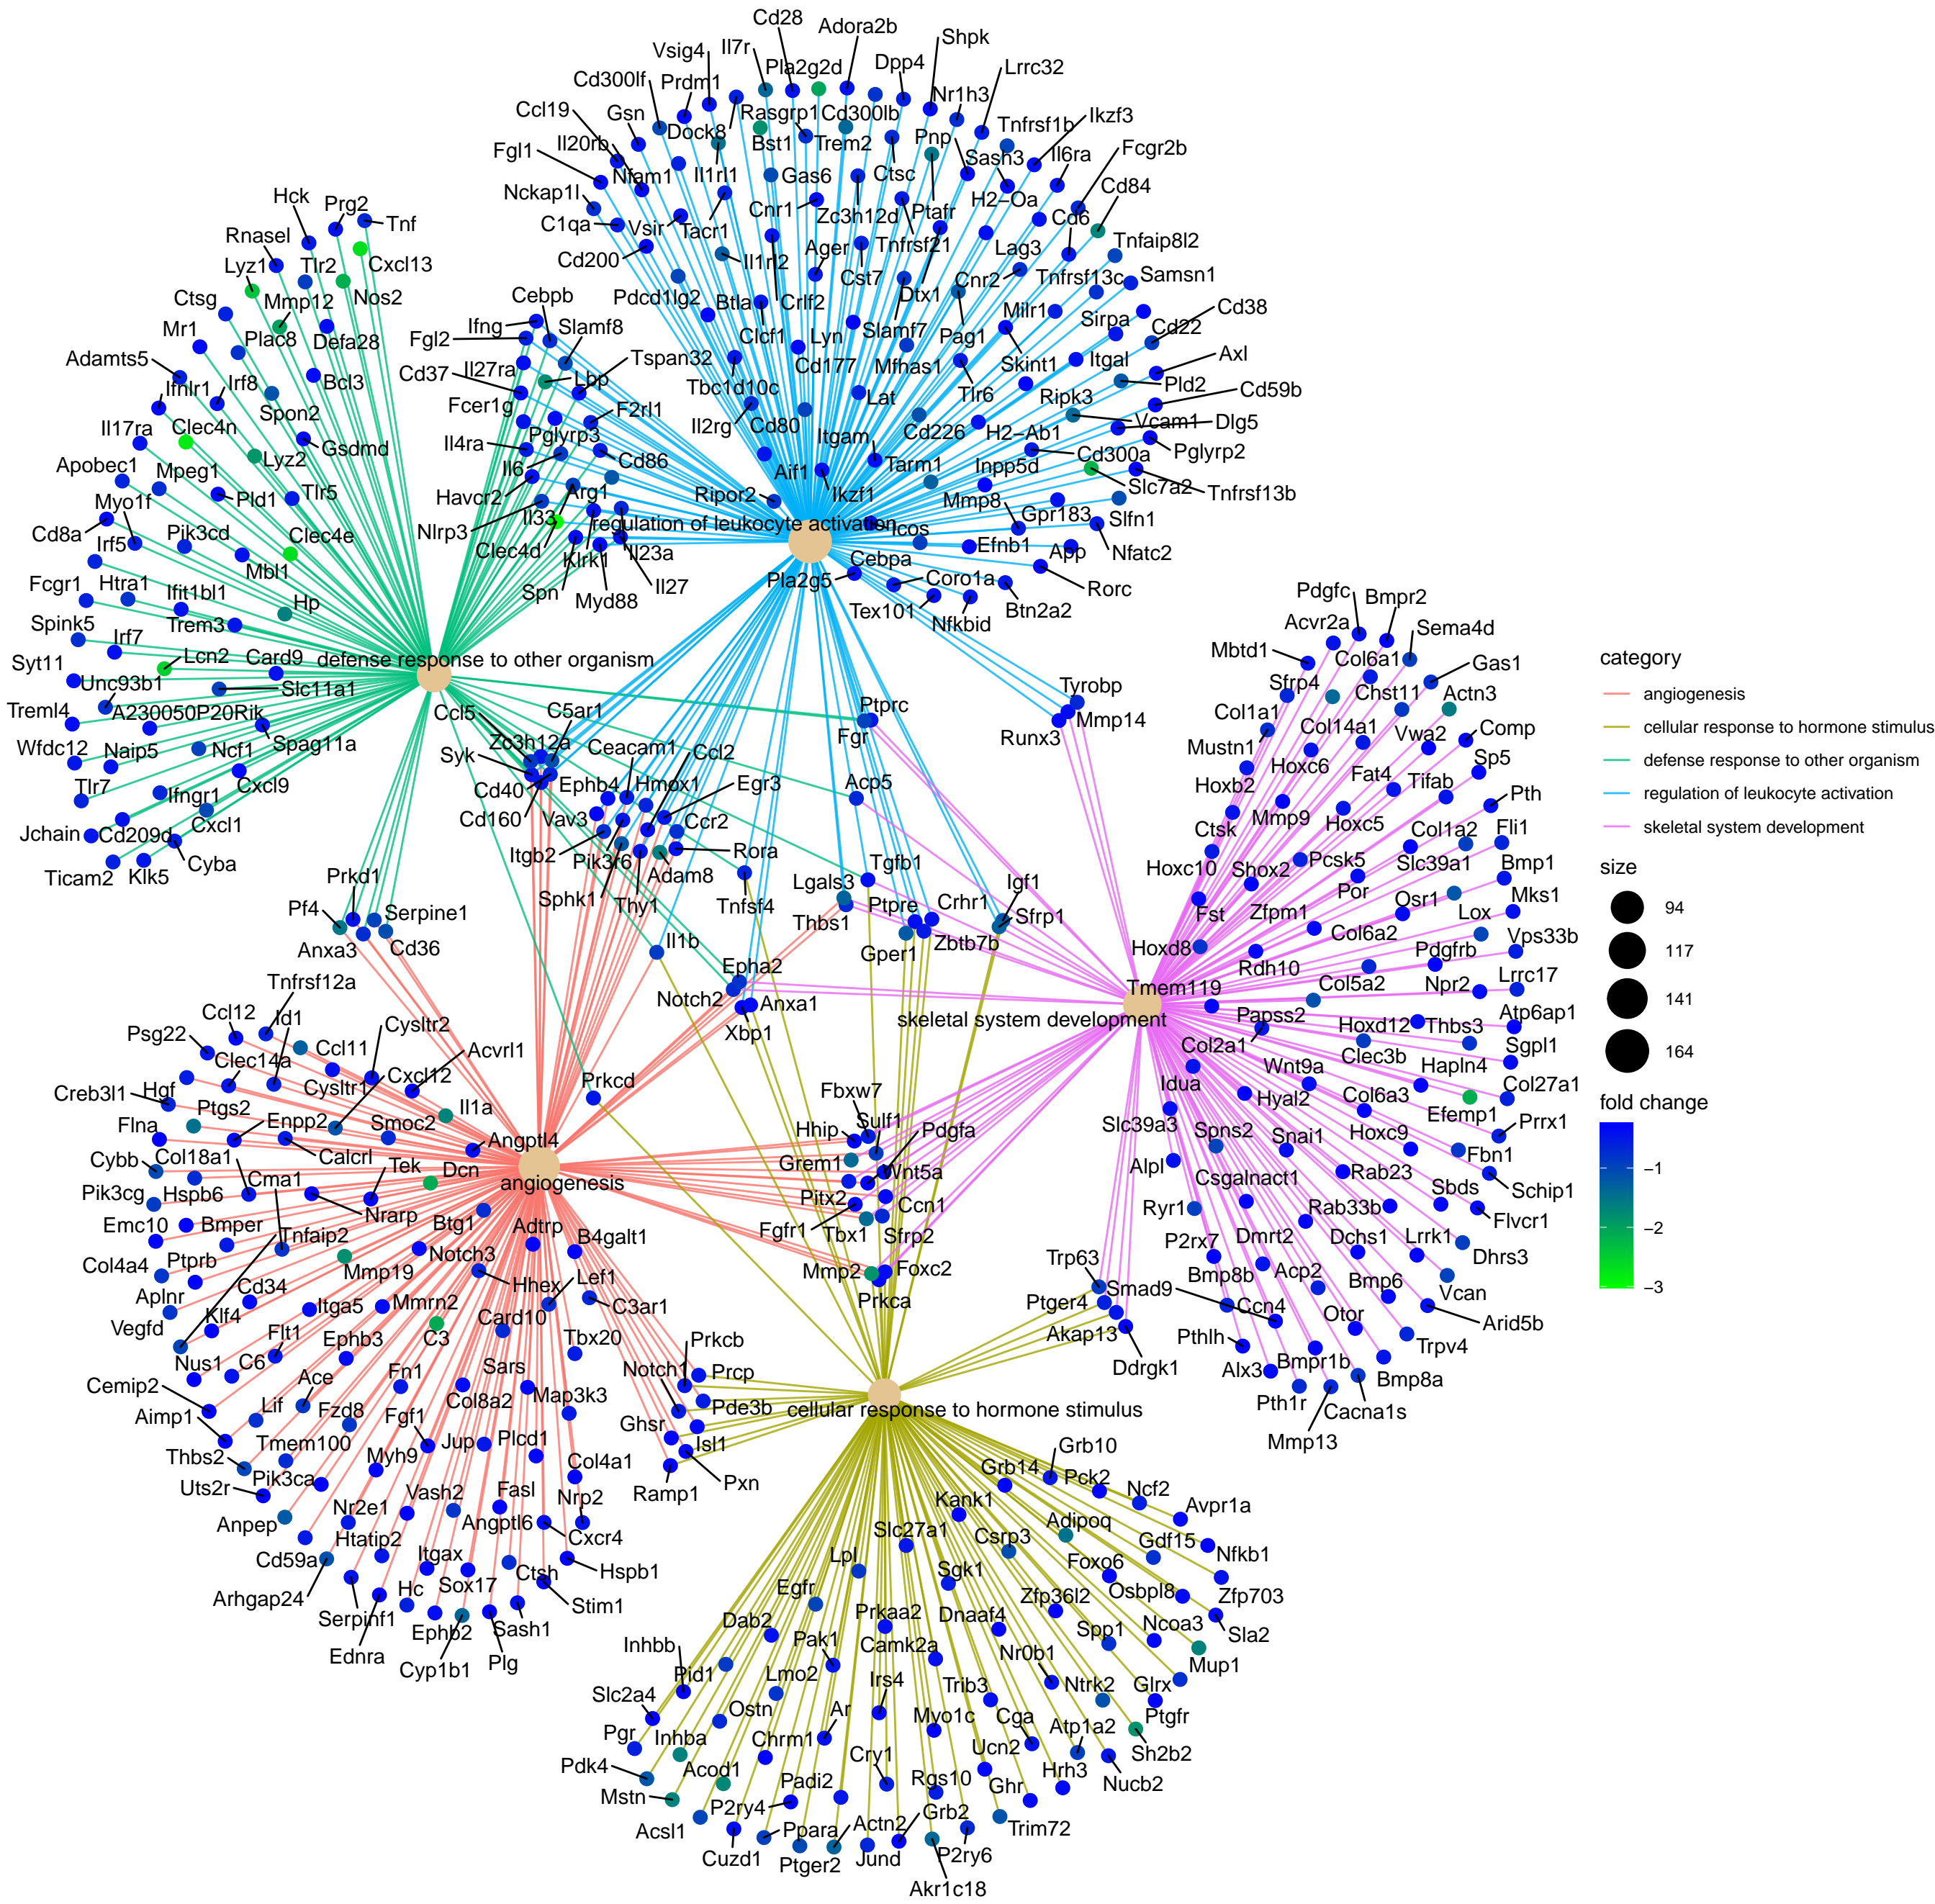 Cd28
Adora2b
Shpk
Vsig4
Il7r
Pla2g2d
Dpp4
Lrrc32
Cd300lf
Prdm1
Nr1h3
Ccl19
Gsn
Dock8
Rasgrp1
Cd300lb
Tnfrsf1b
Ikzf3
Il20rb
Bst1
Trem2
Pnp
Sash3
Il6ra
Fcgr2b
Fgl1
Nfam1
Il1rl1
Gas6
Ctsc
H2−Oa
Cd84
Nckap1l
Cnr1
Zc3h12d
Ptafr
Cd6
C1qa
Vsir
Tacr1
Ager
Tnfrsf21
Lag3
Tnfaip8l2
Cd200
Il1rl2
Cst7
Cnr2
Tnfrsf13c
Samsn1
Pdcd1lg2
Btla
Crlf2
Dtx1
Milr1
Sirpa
Cd38
Clcf1
Lyn
Slamf7
Pag1
Cd22
Tbc1d10c
Cd177
Mfhas1
Skint1
Itgal
Axl
Il2rg
Cd80
Lat
Tlr6
Ripk3
Pld2
Cd59b
Itgam
Cd226
H2−Ab1
Vcam1
Dlg5
Aif1
Tarm1
Inpp5d
Cd300a
Pglyrp2
Ripor2
Ikzf1
Mmp8
Slc7a2
Tnfrsf13b
regulation of leukocyte activation
Icos
Gpr183
Slfn1
Cebpa
Efnb1
App
Nfatc2
Pla2g5
Coro1a
Rorc
Tex101
Nfkbid
Btn2a2
Hck
Prg2
Tnf
Rnasel
Tlr2
Cxcl13
Lyz1
Mmp12
Nos2
Ctsg
Plac8
Defa28
Mr1
Adamts5
Bcl3
Ifnlr1
Irf8
Spon2
Il17ra
Clec4n
Gsdmd
Apobec1
Mpeg1
Lyz2
Myo1f
Pld1
Tlr5
Cd8a
Pik3cd
Clec4e
Irf5
Mbl1
Fcgr1
Htra1
Ifit1bl1
Hp
Spink5
Irf7
Trem3
Syt11
Lcn2
Card9
defense response to other organism
Unc93b1
Slc11a1
Treml4
A230050P20Rik
Wfdc12
Naip5
Ncf1
Spag11a
Tlr7
Ifngr1
Cxcl9
Jchain
Cd209d
Cxcl1
Ticam2
Klk5
Cyba
Cebpb
Ifng
Slamf8
Fgl2
Tspan32
Cd37
Il27ra
Lbp
Fcer1g
F2rl1
Il4ra
Pglyrp3
Il6
Cd86
Havcr2
Arg1
Nlrp3
Il33
Clec4d
Klrk1
Il23a
Spn
Myd88
Il27
Ccl5
C5ar1
Zc3h12a
Ceacam1
Ccl2
Syk
Cd40
Ephb4
Hmox1
Egr3
Cd160
Vav3
Ccr2
Itgb2
Pik3r6
Rora
Sphk1
Thy1
Adam8
Tnfsf4
Ptprc
Fgr
Acp5
Tyrobp
Mmp14
Runx3
Tgfb1
Lgals3
Thbs1
Ptpre
Crhr1
Igf1
Sfrp1
Gper1
Zbtb7b
Prkd1
Pf4
Serpine1
Anxa3
Cd36
Il1b
Epha2
Notch2
Anxa1
Xbp1
Prkcd
Pdgfc
Bmpr2
Acvr2a
Sema4d
Mbtd1
Col6a1
Gas1
Sfrp4
Chst11
Actn3
Col1a1
Col14a1
Vwa2
Comp
Mustn1
Hoxc6
Sp5
Hoxb2
Fat4
Tifab
Pth
Ctsk
Mmp9
Hoxc5
Col1a2
Fli1
Hoxc10
Shox2
Pcsk5
Slc39a1
Bmp1
Fst
Por
Osr1
Mks1
Zfpm1
Lox
Hoxd8
Col6a2
Vps33b
Rdh10
Pdgfrb
Tmem119
Col5a2
Npr2
Lrrc17
skeletal system development
Papss2
Hoxd12
Thbs3
Atp6ap1
Col2a1
Clec3b
Sgpl1
Idua
Wnt9a
Hapln4
Col27a1
Hyal2
Col6a3
Efemp1
Slc39a3
Spns2
Snai1
Hoxc9
Prrx1
Alpl
Fbn1
Csgalnact1
Rab23
Schip1
Ryr1
Rab33b
Sbds
Flvcr1
P2rx7
Dmrt2
Dchs1
Lrrk1
Dhrs3
Bmp8b
Acp2
Bmp6
Vcan
Ccn4
Otor
Arid5b
Pthlh
Trpv4
Alx3
Bmpr1b
Bmp8a
Pth1r
Cacna1s
Mmp13
Trp63
Smad9
Ptger4
Akap13
Ddrgk1
Fbxw7
Sulf1
Hhip
Pdgfa
Grem1
Wnt5a
Pitx2
Ccn1
Fgfr1
Tbx1
Sfrp2
Mmp2
Foxc2
Prkca
Tnfrsf12a
Ccl12
Id1
Cysltr2
Psg22
Clec14a
Ccl11
Acvrl1
Creb3l1
Hgf
Cysltr1
Cxcl12
Ptgs2
Enpp2
Il1a
Flna
Smoc2
Angptl4
Cybb
Col18a1
Calcrl
Tek
Dcn
angiogenesis
Pik3cg
Hspb6
Cma1
Emc10
Bmper
Nrarp
Btg1
Adtrp
Tnfaip2
B4galt1
Col4a4
Ptprb
Notch3
Mmp19
Aplnr
Cd34
Hhex
Lef1
Vegfd
Klf4
Itga5
Mmrn2
C3ar1
Card10
Flt1
Ephb3
C3
Tbx20
Nus1
C6
Cemip2
Ace
Fn1
Sars
Aimp1
Lif
Fzd8
Col8a2
Map3k3
Thbs2
Tmem100
Fgf1
Jup
Plcd1
Uts2r
Pik3ca
Myh9
Col4a1
Anpep
Nr2e1
Vash2
Fasl
Nrp2
Cd59a
Htatip2
Angptl6
Cxcr4
Arhgap24
Itgax
Ctsh
Hspb1
Serpinf1
Hc
Sox17
Stim1
Ednra
Ephb2
Sash1
Cyp1b1
Plg
Prkcb
Notch1
Prcp
Pde3b
Ghsr
Isl1
Ramp1
Pxn
cellular response to hormone stimulus
Grb10
Grb14
Pck2
Ncf2
Kank1
Avpr1a
Slc27a1
Csrp3
Adipoq
Gdf15
Nfkb1
Lpl
Sgk1
Foxo6
Osbpl8
Zfp703
Egfr
Zfp36l2
Dab2
Prkaa2
Dnaaf4
Ncoa3
Sla2
Inhbb
Pak1
Camk2a
Spp1
Mup1
Pid1
Lmo2
Nr0b1
Slc2a4
Irs4
Trib3
Ntrk2
Glrx
Ostn
Ar
Myo1c
Cga
Ptgfr
Pgr
Inhba
Chrm1
Atp1a2
Sh2b2
Pdk4
Acod1
Cry1
Ucn2
Hrh3
Nucb2
Mstn
Padi2
Rgs10
Ghr
P2ry4
Grb2
Acsl1
Ppara
Actn2
Trim72
Cuzd1
Ptger2
Jund
P2ry6
Akr1c18
category
angiogenesis
cellular response to hormone stimulus
defense response to other organism
regulation of leukocyte activation
skeletal system development
size
94
117
141
164
fold change
−1
−2
−3